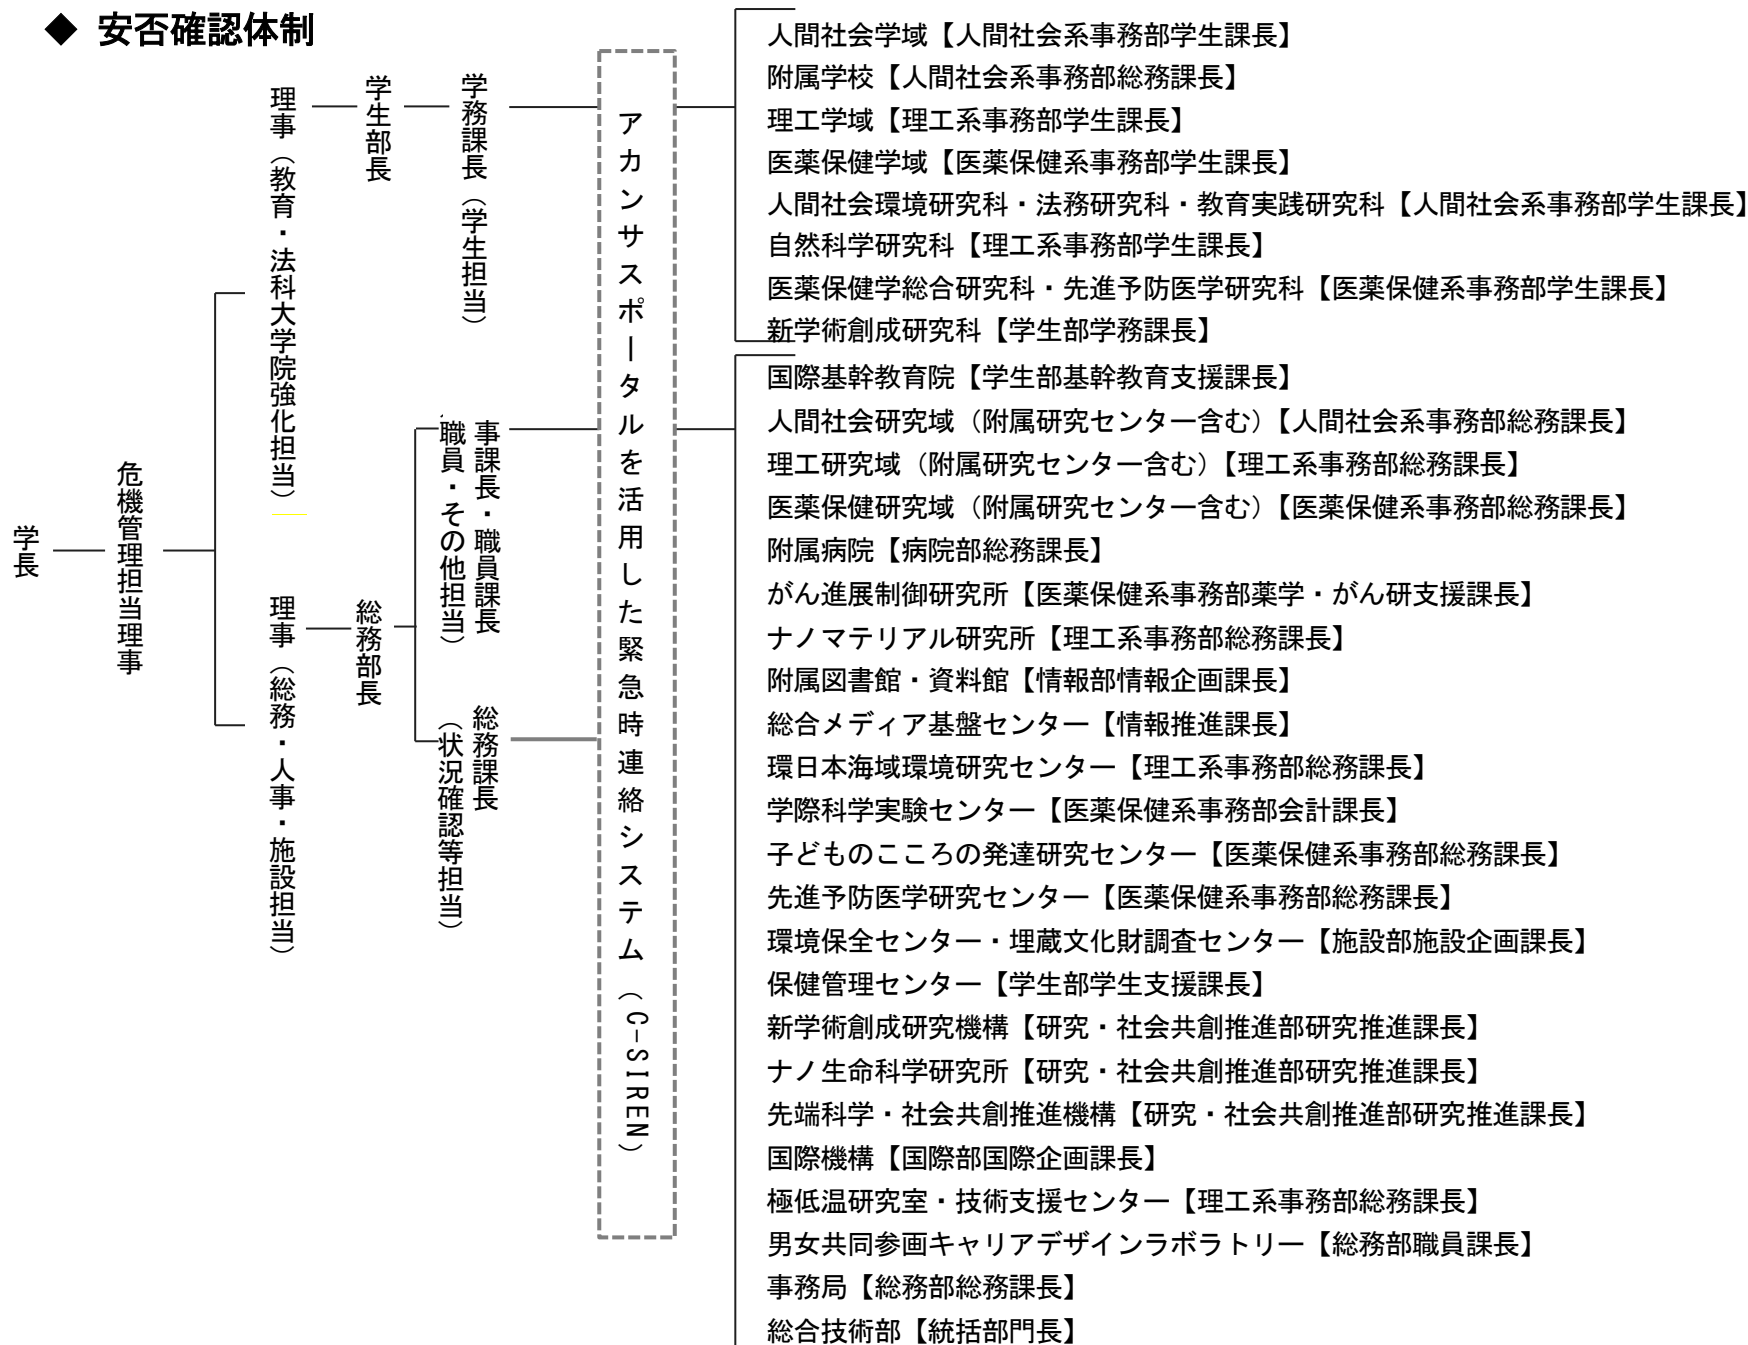 ◆ 安否確認体制
学長
危機管理担当理事
理事（教育・法科大学院強化担当）
学生部長
学務課長（学生担当）
理事（総務・人事・施設担当）
総務部長
事課長・職員課長
職員・その他担当）
総務課長
（状況確認等担当）
アカンサスポータルを活用した緊急時連絡システム（C-SIREN）
人間社会学域【人間社会系事務部学生課長】
附属学校【人間社会系事務部総務課長】
理工学域【理工系事務部学生課長】
医薬保健学域【医薬保健系事務部学生課長】
人間社会環境研究科・法務研究科・教育実践研究科【人間社会系事務部学生課長】
自然科学研究科【理工系事務部学生課長】
医薬保健学総合研究科・先進予防医学研究科【医薬保健系事務部学生課長】
新学術創成研究科【学生部学務課長】
国際基幹教育院【学生部基幹教育支援課長】
人間社会研究域（附属研究センター含む）【人間社会系事務部総務課長】
理工研究域（附属研究センター含む）【理工系事務部総務課長】
医薬保健研究域（附属研究センター含む）【医薬保健系事務部総務課長】
附属病院【病院部総務課長】
がん進展制御研究所【医薬保健系事務部薬学・がん研支援課長】
ナノマテリアル研究所【理工系事務部総務課長】
附属図書館・資料館【情報部情報企画課長】
総合メディア基盤センター【情報推進課長】
環日本海域環境研究センター【理工系事務部総務課長】
学際科学実験センター【医薬保健系事務部会計課長】
子どものこころの発達研究センター【医薬保健系事務部総務課長】
先進予防医学研究センター【医薬保健系事務部総務課長】
環境保全センター・埋蔵文化財調査センター【施設部施設企画課長】
保健管理センター【学生部学生支援課長】
新学術創成研究機構【研究・社会共創推進部研究推進課長】
ナノ生命科学研究所【研究・社会共創推進部研究推進課長】
先端科学・社会共創推進機構【研究・社会共創推進部研究推進課長】
国際機構【国際部国際企画課長】
極低温研究室・技術支援センター【理工系事務部総務課長】
男女共同参画キャリアデザインラボラトリー【総務部職員課長】
事務局【総務部総務課長】
総合技術部【統括部門長】